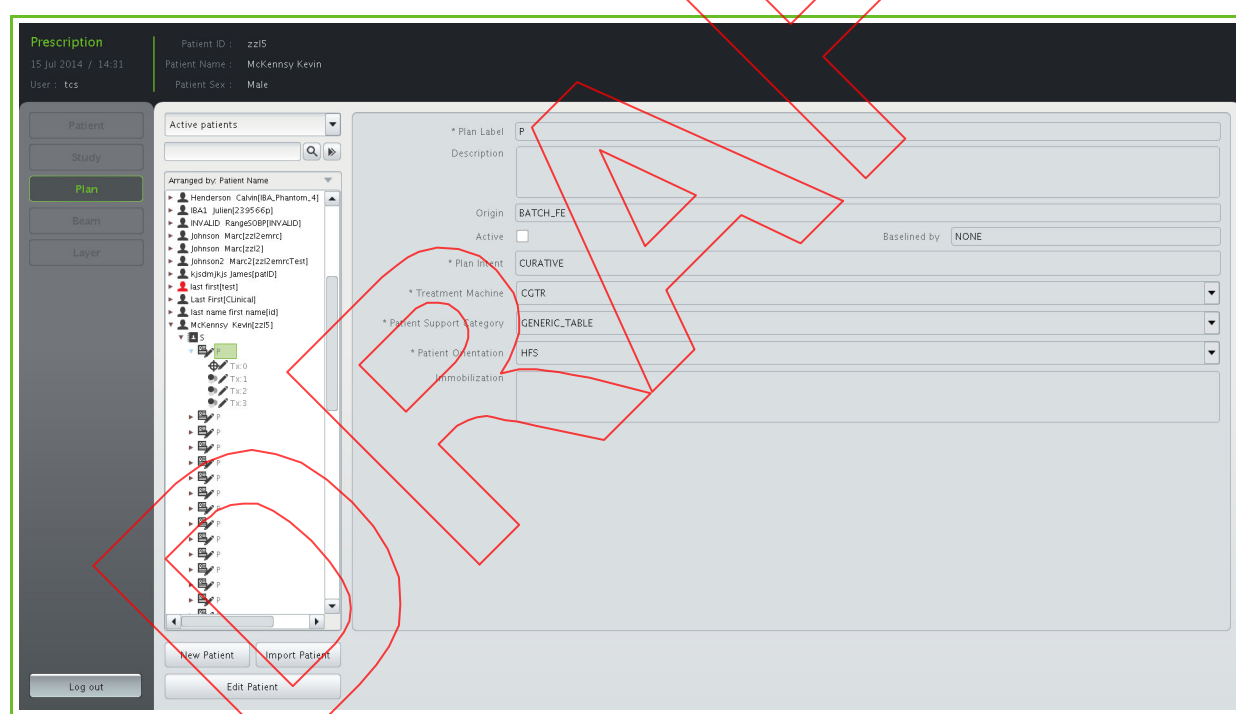 Prescription
15 Jul 2014 / 14:31
User : tcs
Patient ID : zzl5
Patient Name : McKennsy Kevin
Patient Sex : Male
Patient
Study
Plan
Beam
Layer
Log out
Active patients
Arranged by: Patient Name
Henderson Calvin[IBA_Phantom_4]
IBA1 Julien[239566p]
INVALID RangeSOBP[INVALID]
Johnson Marc[zzl2emrc]
Johnson Marc[zzl2]
Johnson2 Marc2[zzl2emrcTest]
kjsdmjkjs James[patID]
last first[test]
Last First[CLinical]
last name first name[id]
McKennsy Kevin[zzl5]
S
P
Tx:0
Tx:1
Tx:2
Tx:3
P
P
P
P
P
P
P
P
P
P
P
P
P
New Patient
Import Patient
Edit Patient
* Plan Label P
Description
Origin BATCH_FE
Active
Baselined by NONE
* Plan Intent CURATIVE
* Treatment Machine CGTR
* Patient Support Category GENERIC_TABLE
* Patient Orientation HFS
Immobilization